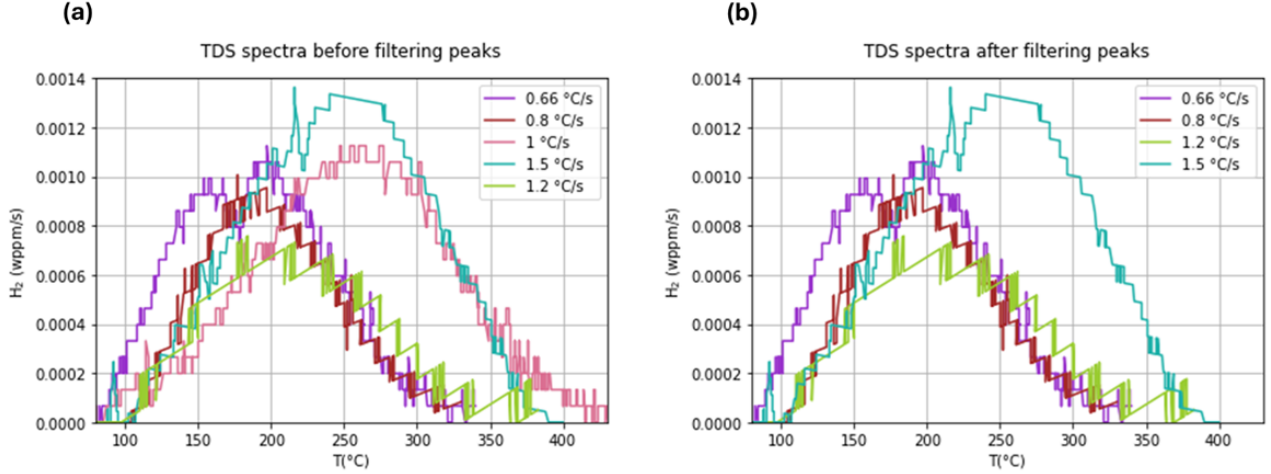 (a)
TDS spectra before filtering peaks
H₂ (wppm/s)
0.0014
0.0012
0.0010
0.0008
0.0006
0.0004
0.0002
0.0000
0.66 °C/s
0.8 °C/s
1 °C/s
1.5 °C/s
1.2 °C/s
100 150 200 250 300 350 400
T(°C)
(b)
TDS spectra after filtering peaks
H₂ (wppm/s)
0.0014
0.0012
0.0010
0.0008
0.0006
0.0004
0.0002
0.0000
0.66 °C/s
0.8 °C/s
1.2 °C/s
1.5 °C/s
100 150 200 250 300 350 400
T(°C)